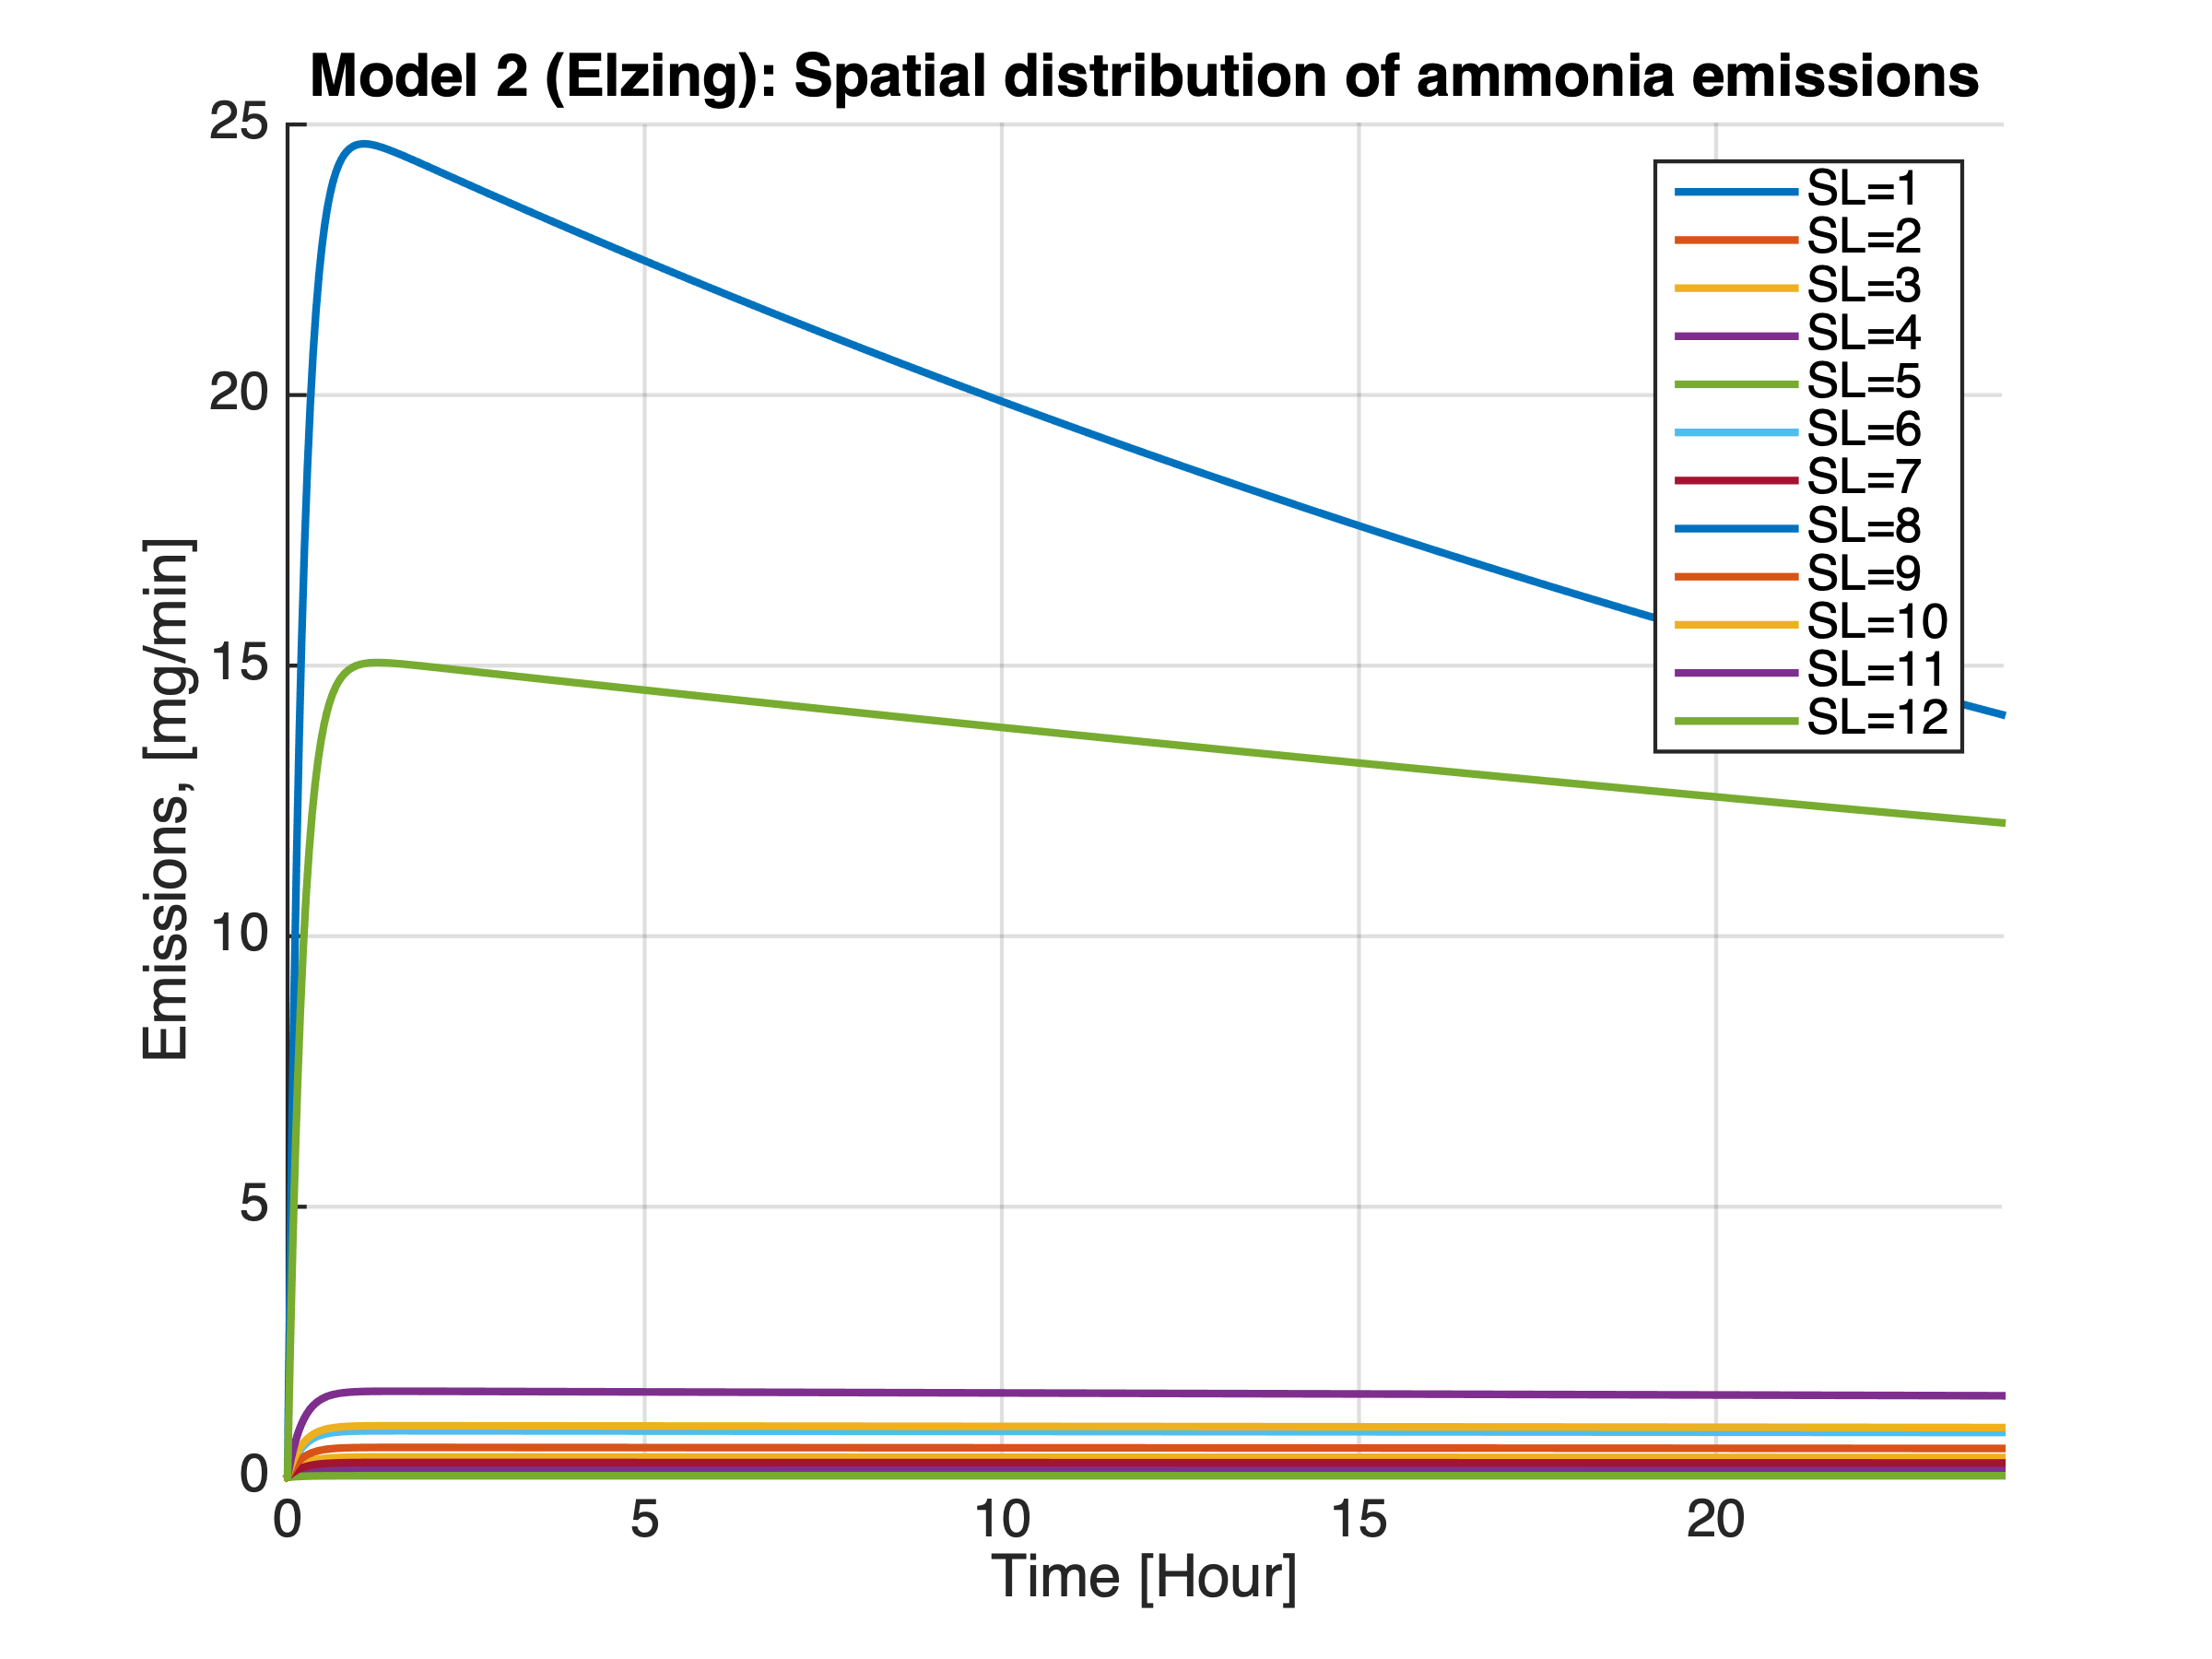 Model 2 (Elzing): Spatial distribution of ammonia emissions
25
20
15
10
5
0
Emissions, [mg/min]
0 5 10 15 20
Time [Hour]
SL=1
SL=2
SL=3
SL=4
SL=5
SL=6
SL=7
SL=8
SL=9
SL=10
SL=11
SL=12